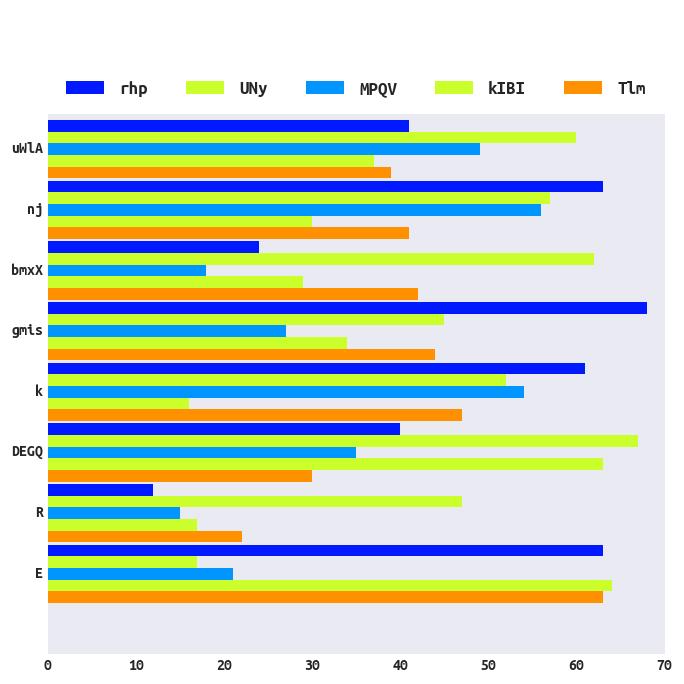 rhp UNy MPQV kIBI Tlm
uWlA
nj
bmxX
gmis
k
DEGQ
R
E
0 10 20 30 40 50 60 70